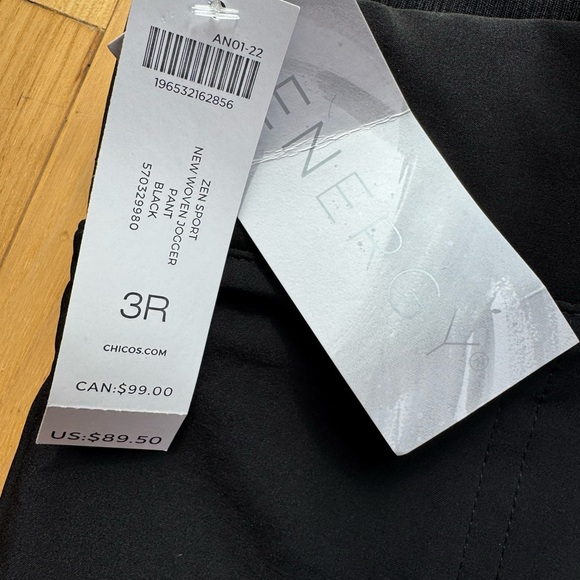 AN01-22
196532162856
ZEN SPORT
NEW WOVEN JOGGER
PANT
BLACK
570329980
3R
CHICOS.COM
CAN:$99.00
US:$89.50
ENERGY®